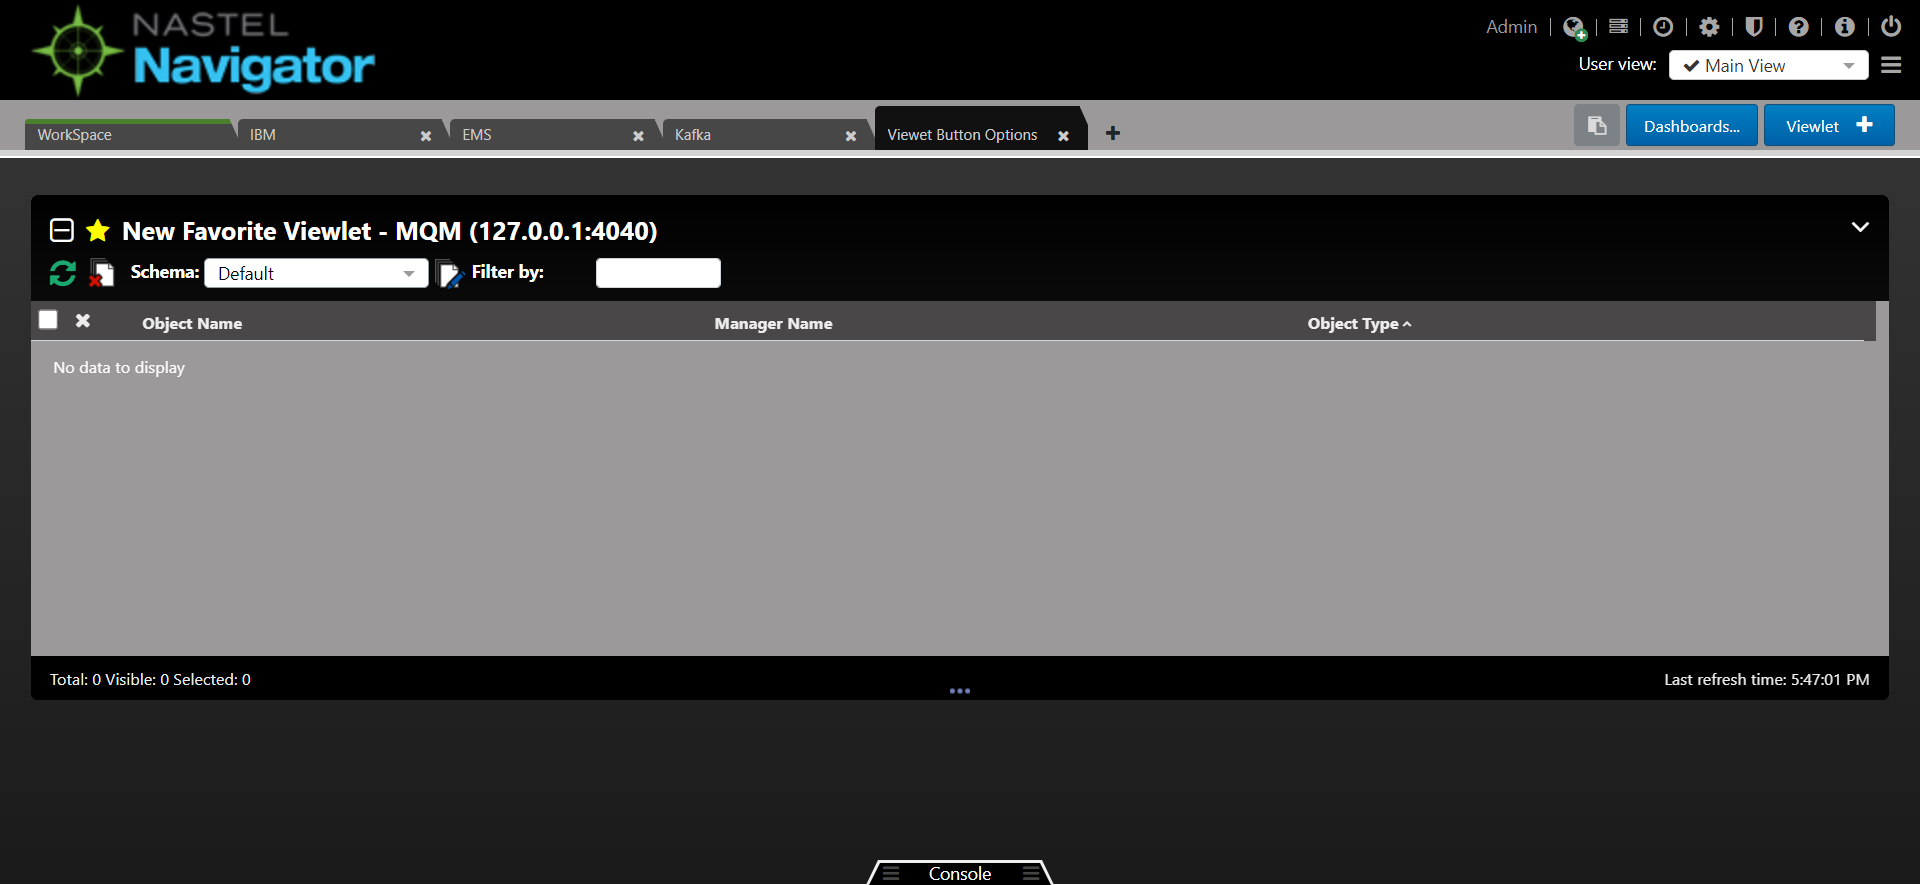 NASTEL
Navigator
Admin
User view: Main View
WorkSpace IBM EMS Kafka Viewet Button Options
Dashboards... Viewlet
New Favorite Viewlet - MQM (127.0.0.1:4040)
Schema: Default Filter by:
Object Name Manager Name Object Type
No data to display
Total: 0 Visible: 0 Selected: 0 Last refresh time: 5:47:01 PM
Console